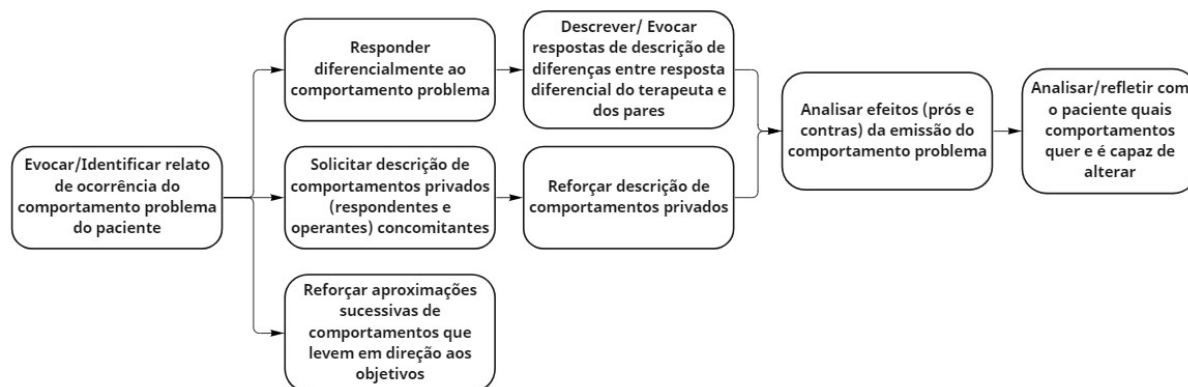 Evocar/Identificar relato
de ocorrência do
comportamento problema
do paciente
Responder
diferencialmente ao
comportamento problema
Descrever/ Evocar
respostas de descrição de
diferenças entre resposta
diferencial do terapeuta e
dos pares
Solicitar descrição de
comportamentos privados
(respondentes e
operantes) concomitantes
Reforçar descrição de
comportamentos privados
Reforçar aproximações
sucessivas de
comportamentos que
levem em direção aos
objetivos
Analisar efeitos (prós e
contras) da emissão do
comportamento problema
Analisar/refletir com
o paciente quais
comportamentos
quer e é capaz de
alterar